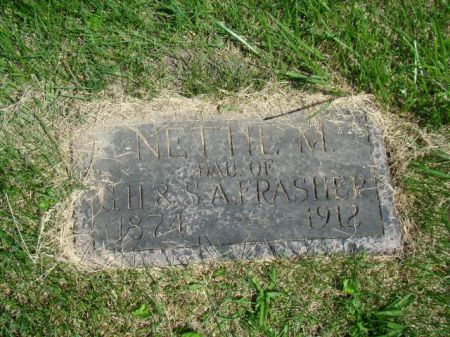 NETTIE M.
DAU OF
G.H. & S.A. FRASHER
1874 — 1912